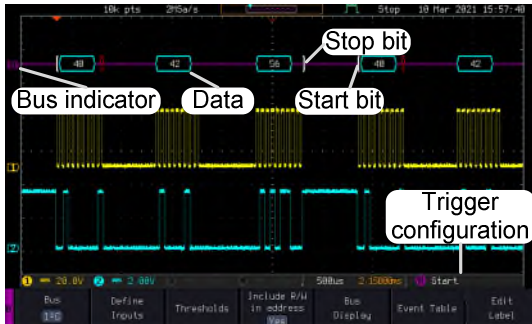 10k pts 2MSa/s Stop 10 Mar 2021 15:57:40
Stop bit
40 42 56 40 42
Bus indicator Data Start bit
1
2
Trigger
configuration
1 20.0V 2 2.00V 500us 2.1500ms Start
Bus Define Thresholds Include R/W Bus Event Table Edit
I²C Inputs in address Display Label
Yes